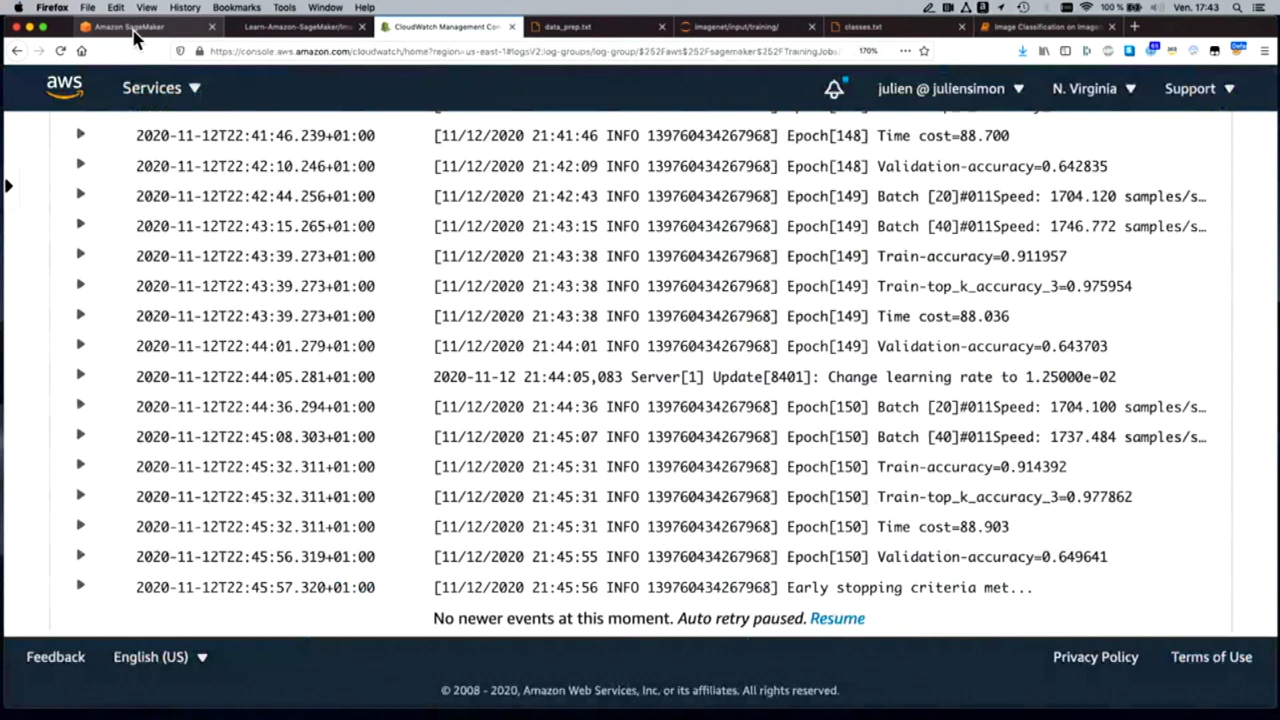 Firefox File Edit View History Bookmarks Tools Window Help 100 % Ven. 17:43
Amazon SageMaker Learn-Amazon-SageMaker/Ima CloudWatch Management Con data_prep.txt imagenet/input/training/ classes.txt Image Classification on Image
https://console.aws.amazon.com/cloudwatch/home?region=us-east-1#logsV2:log-groups/log-group/$252Faws$252Fsagemaker$252FTrainingJobs 170%
aws Services julien @ juliensimon N. Virginia Support
2020-11-12T22:41:46.239+01:00 [11/12/2020 21:41:46 INFO 139760434267968] Epoch[148] Time cost=88.700
2020-11-12T22:42:10.246+01:00 [11/12/2020 21:42:09 INFO 139760434267968] Epoch[148] Validation-accuracy=0.642835
2020-11-12T22:42:44.256+01:00 [11/12/2020 21:42:43 INFO 139760434267968] Epoch[149] Batch [20]#011Speed: 1704.120 samples/s…
2020-11-12T22:43:15.265+01:00 [11/12/2020 21:43:15 INFO 139760434267968] Epoch[149] Batch [40]#011Speed: 1746.772 samples/s…
2020-11-12T22:43:39.273+01:00 [11/12/2020 21:43:38 INFO 139760434267968] Epoch[149] Train-accuracy=0.911957
2020-11-12T22:43:39.273+01:00 [11/12/2020 21:43:38 INFO 139760434267968] Epoch[149] Train-top_k_accuracy_3=0.975954
2020-11-12T22:43:39.273+01:00 [11/12/2020 21:43:38 INFO 139760434267968] Epoch[149] Time cost=88.036
2020-11-12T22:44:01.279+01:00 [11/12/2020 21:44:01 INFO 139760434267968] Epoch[149] Validation-accuracy=0.643703
2020-11-12T22:44:05.281+01:00 2020-11-12 21:44:05,083 Server[1] Update[8401]: Change learning rate to 1.25000e-02
2020-11-12T22:44:36.294+01:00 [11/12/2020 21:44:36 INFO 139760434267968] Epoch[150] Batch [20]#011Speed: 1704.100 samples/s…
2020-11-12T22:45:08.303+01:00 [11/12/2020 21:45:07 INFO 139760434267968] Epoch[150] Batch [40]#011Speed: 1737.484 samples/s…
2020-11-12T22:45:32.311+01:00 [11/12/2020 21:45:31 INFO 139760434267968] Epoch[150] Train-accuracy=0.914392
2020-11-12T22:45:32.311+01:00 [11/12/2020 21:45:31 INFO 139760434267968] Epoch[150] Train-top_k_accuracy_3=0.977862
2020-11-12T22:45:32.311+01:00 [11/12/2020 21:45:31 INFO 139760434267968] Epoch[150] Time cost=88.903
2020-11-12T22:45:56.319+01:00 [11/12/2020 21:45:55 INFO 139760434267968] Epoch[150] Validation-accuracy=0.649641
2020-11-12T22:45:57.320+01:00 [11/12/2020 21:45:56 INFO 139760434267968] Early stopping criteria met...
No newer events at this moment. Auto retry paused. Resume
Feedback English (US) Privacy Policy Terms of Use
© 2008 - 2020, Amazon Web Services, Inc. or its affiliates. All rights reserved.